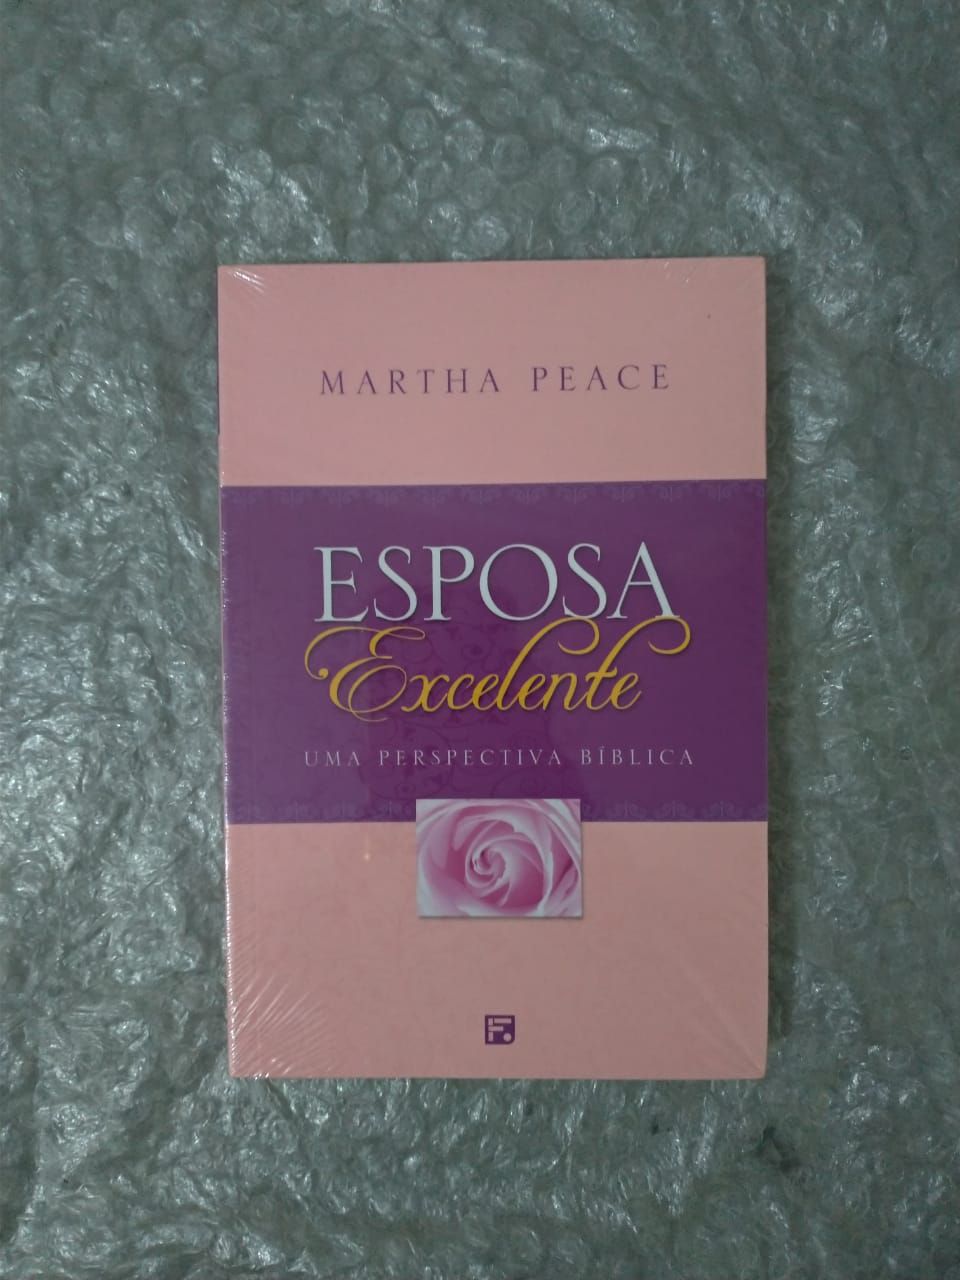 MARTHA PEACE
ESPOSA
Excelente
UMA PERSPECTIVA BÍBLICA